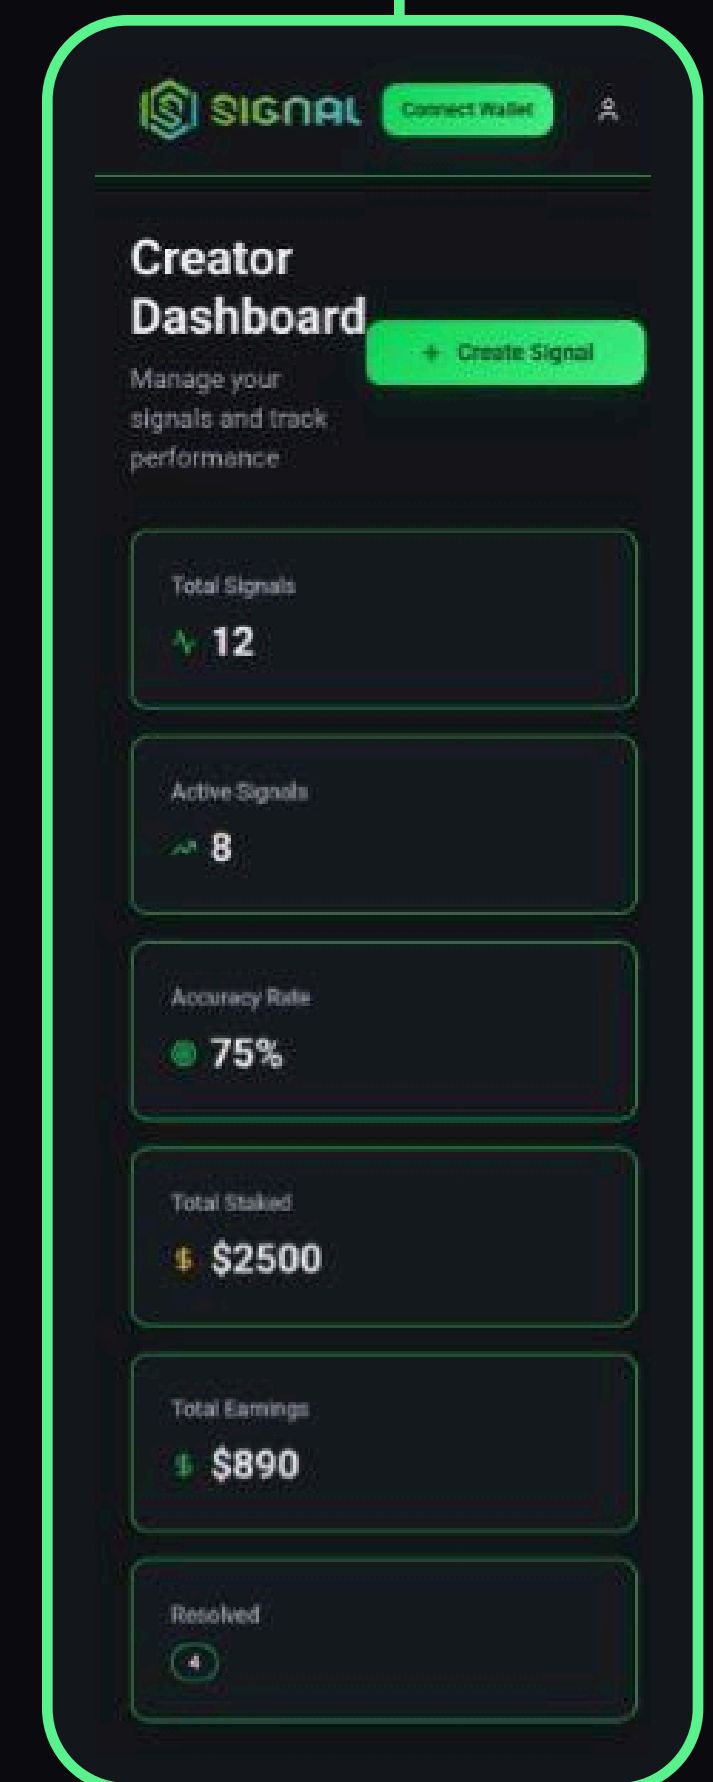 SIGNAL
Connect Wallet
Creator
Dashboard
+ Create Signal
Manage your
signals and track
performance
Total Signals
12
Active Signals
8
Accuracy Rate
75%
Total Staked
$ $2500
Total Earnings
$ $890
Resolved
4